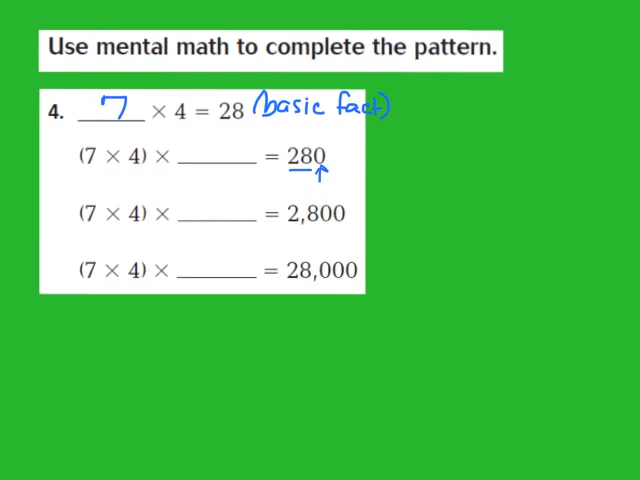 Use mental math to complete the pattern.
4. 7 × 4 = 28 (basic fact)
(7 × 4) × ______ = 280
(7 × 4) × ______ = 2,800
(7 × 4) × ______ = 28,000